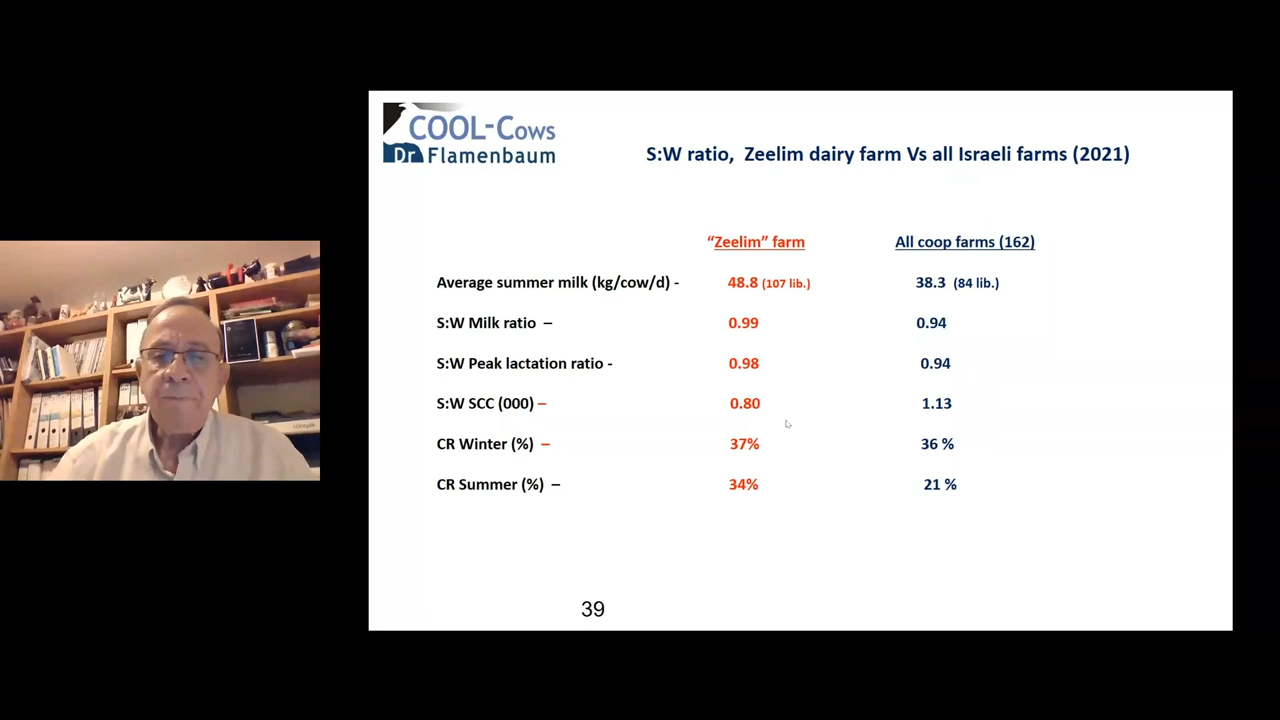 COOL-Cows
Dr Flamenbaum
S:W ratio, Zeelim dairy farm Vs all Israeli farms (2021)
“Zeelim” farm All coop farms (162)
Average summer milk (kg/cow/d) - 48.8 (107 lib.) 38.3 (84 lib.)
S:W Milk ratio – 0.99 0.94
S:W Peak lactation ratio - 0.98 0.94
S:W SCC (000) – 0.80 1.13
CR Winter (%) – 37% 36 %
CR Summer (%) – 34% 21 %
39